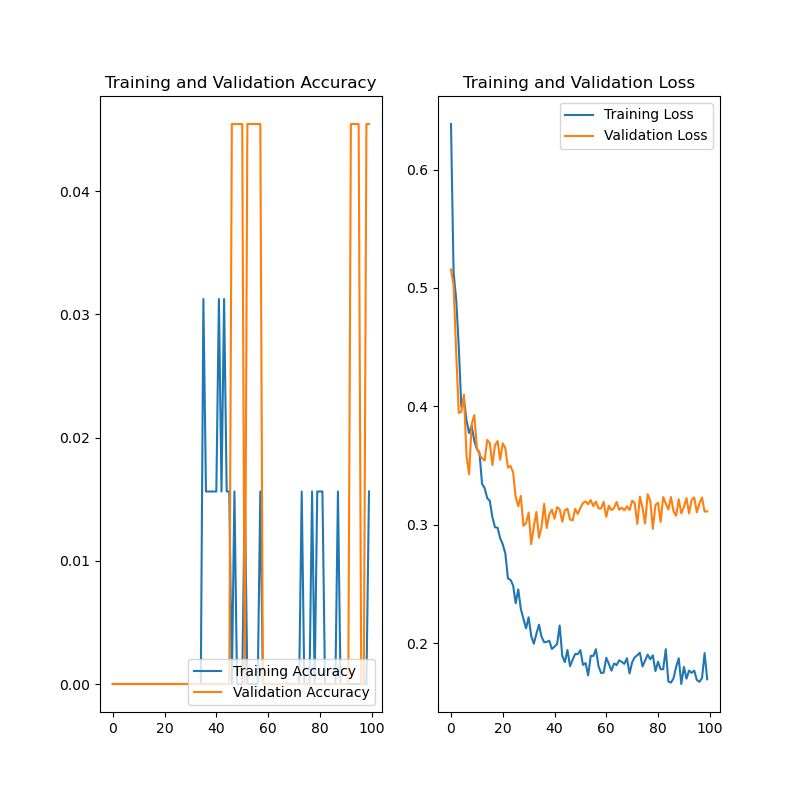 Training and Validation Accuracy
0.04
0.03
0.02
0.01
0.00
Training Accuracy
Validation Accuracy
0 20 40 60 80 100
Training and Validation Loss
Training Loss
Validation Loss
0.6
0.5
0.4
0.3
0.2
0 20 40 60 80 100